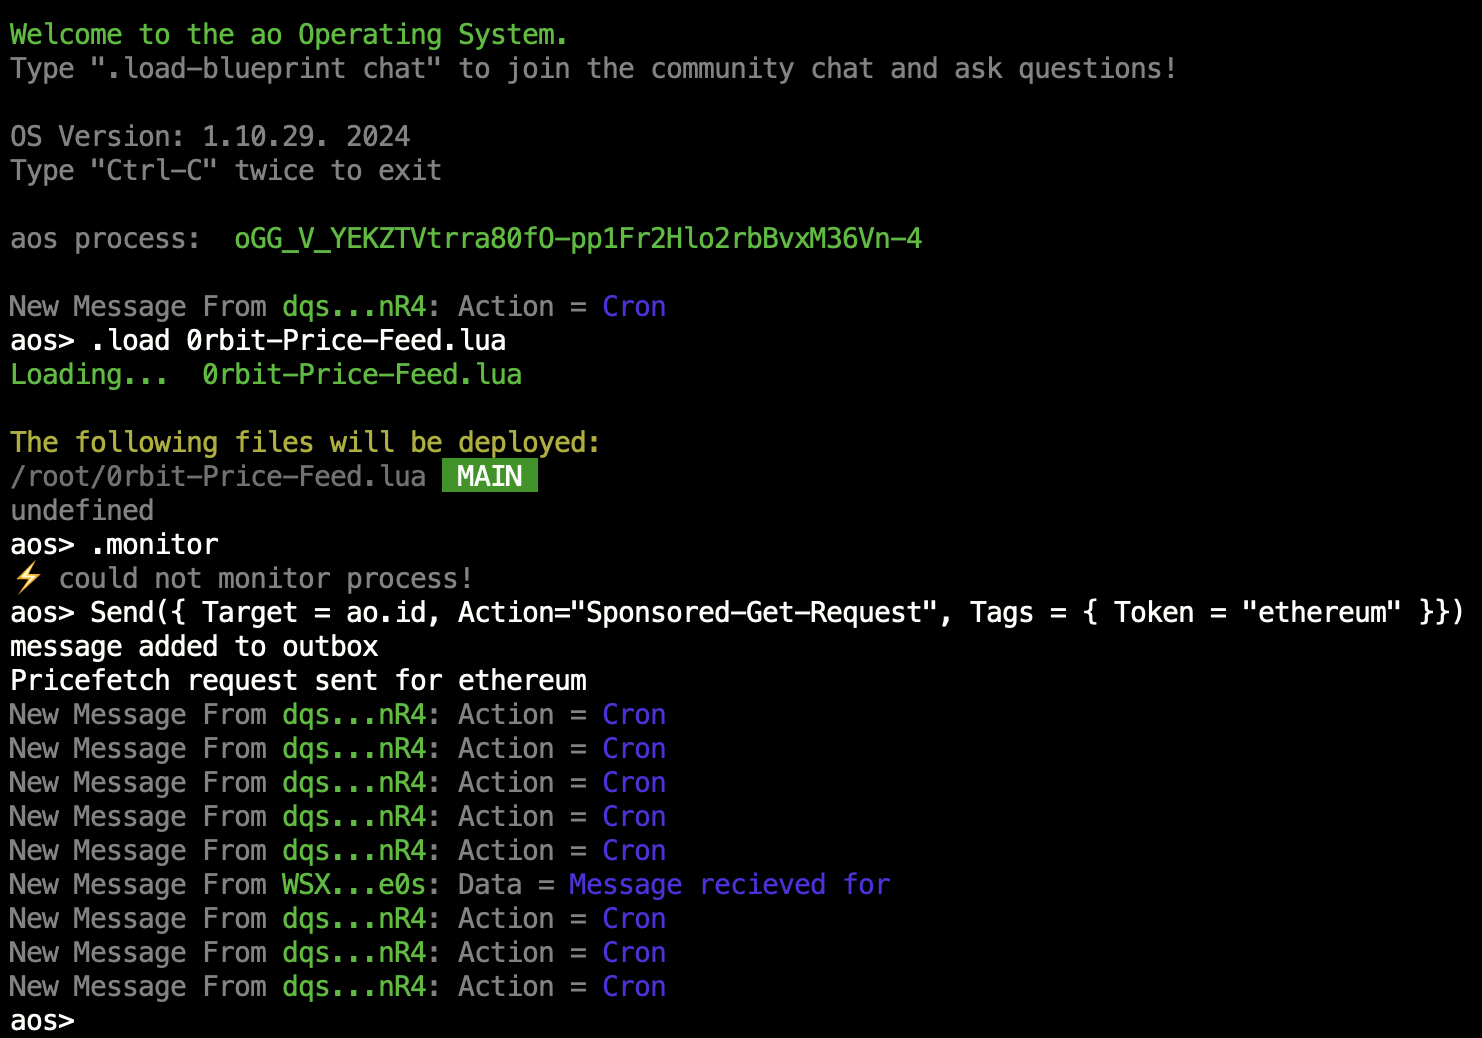 Welcome to the ao Operating System.
Type ".load-blueprint chat" to join the community chat and ask questions!
OS Version: 1.10.29. 2024
Type "Ctrl-C" twice to exit
aos process:  oGG_V_YEKZTVtrra80fO-pp1Fr2Hlo2rbBvxM36Vn-4
New Message From dqs...nR4: Action = Cron
aos> .load 0rbit-Price-Feed.lua
Loading...  0rbit-Price-Feed.lua
The following files will be deployed:
/root/0rbit-Price-Feed.lua MAIN
undefined
aos> .monitor
⚡ could not monitor process!
aos> Send({ Target = ao.id, Action="Sponsored-Get-Request", Tags = { Token = "ethereum" }})
message added to outbox
Pricefetch request sent for ethereum
New Message From dqs...nR4: Action = Cron
New Message From dqs...nR4: Action = Cron
New Message From dqs...nR4: Action = Cron
New Message From dqs...nR4: Action = Cron
New Message From dqs...nR4: Action = Cron
New Message From WSX...e0s: Data = Message recieved for
New Message From dqs...nR4: Action = Cron
New Message From dqs...nR4: Action = Cron
New Message From dqs...nR4: Action = Cron
aos>